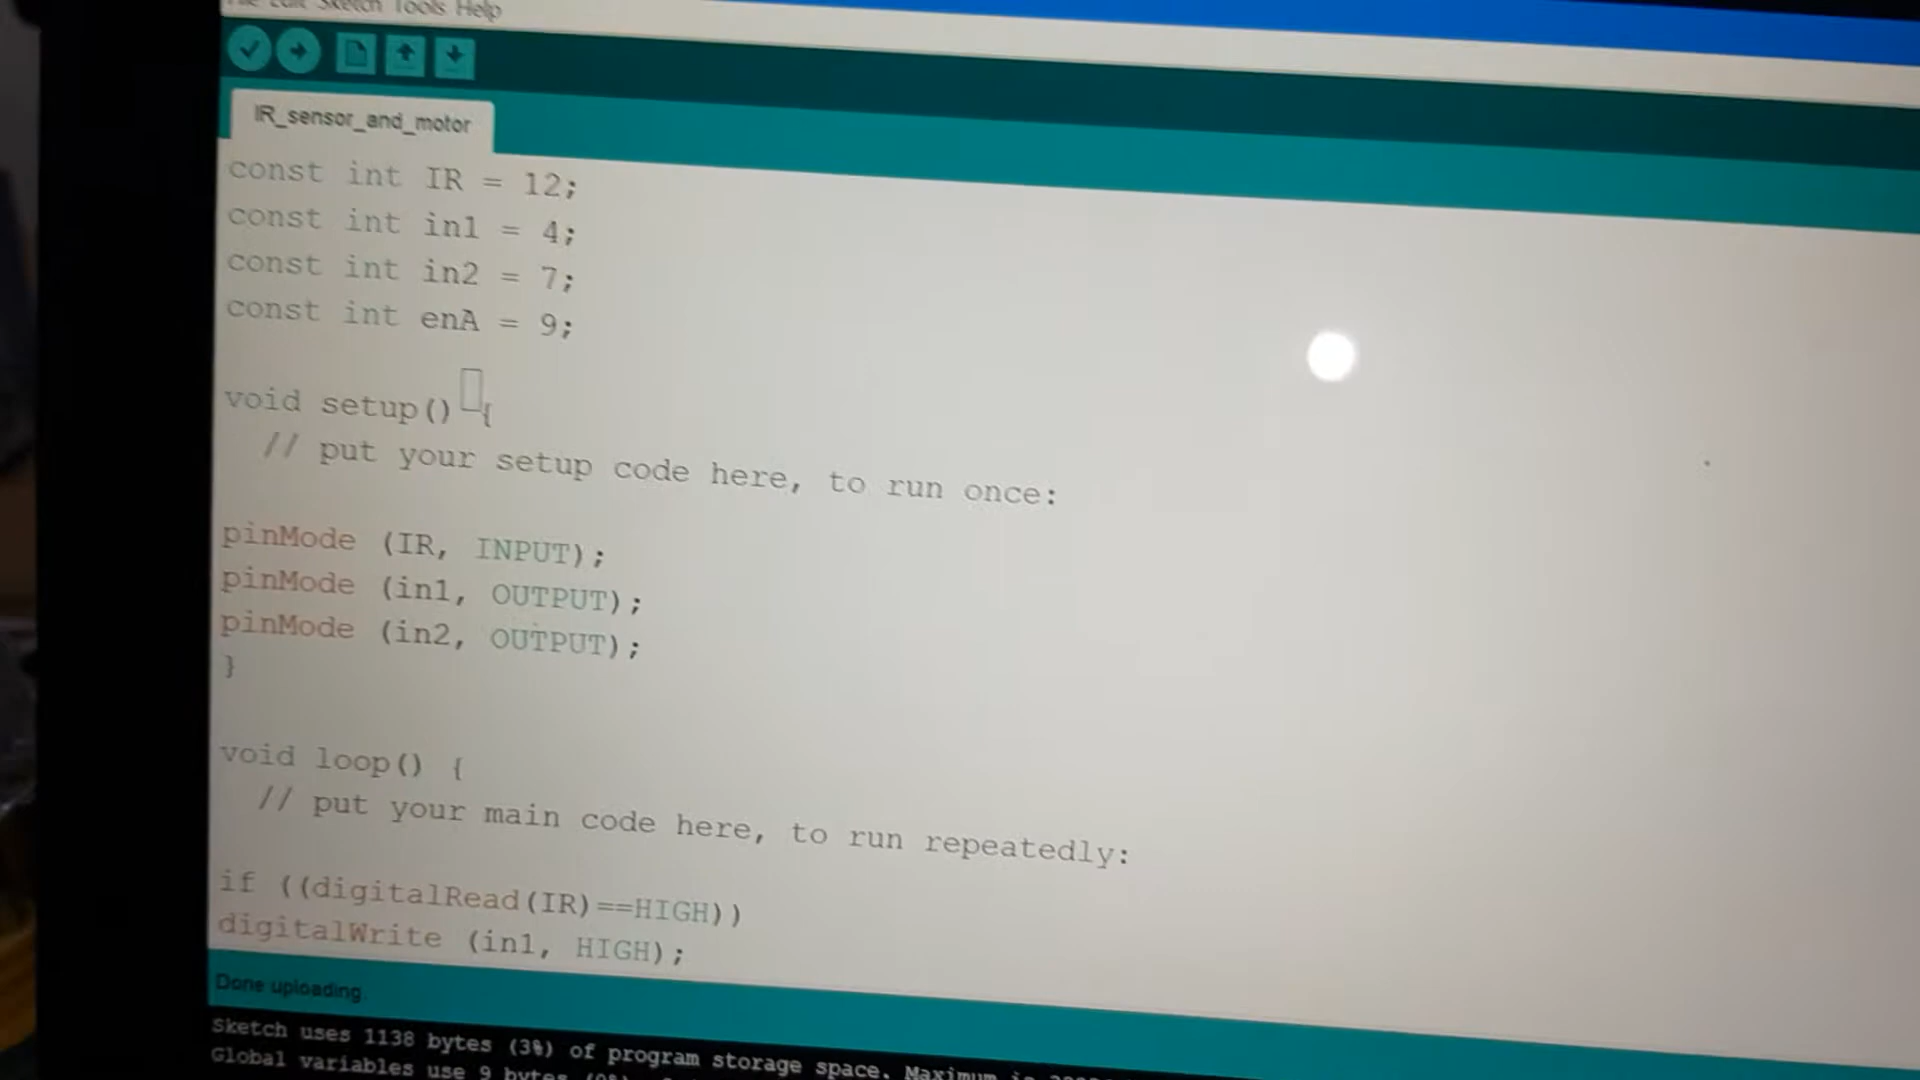 Edit Sketch Tools Help
IR_sensor_and_motor
const int IR = 12;
const int in1 = 4;
const int in2 = 7;
const int enA = 9;
void setup() {
// put your setup code here, to run once:
pinMode (IR, INPUT);
pinMode (in1, OUTPUT);
pinMode (in2, OUTPUT);
}
void loop() {
// put your main code here, to run repeatedly:
if ((digitalRead(IR)==HIGH))
digitalWrite (in1, HIGH);
Done uploading.
Sketch uses 1138 bytes (3%) of program storage space. Maximum is
Global variables use 9 bytes